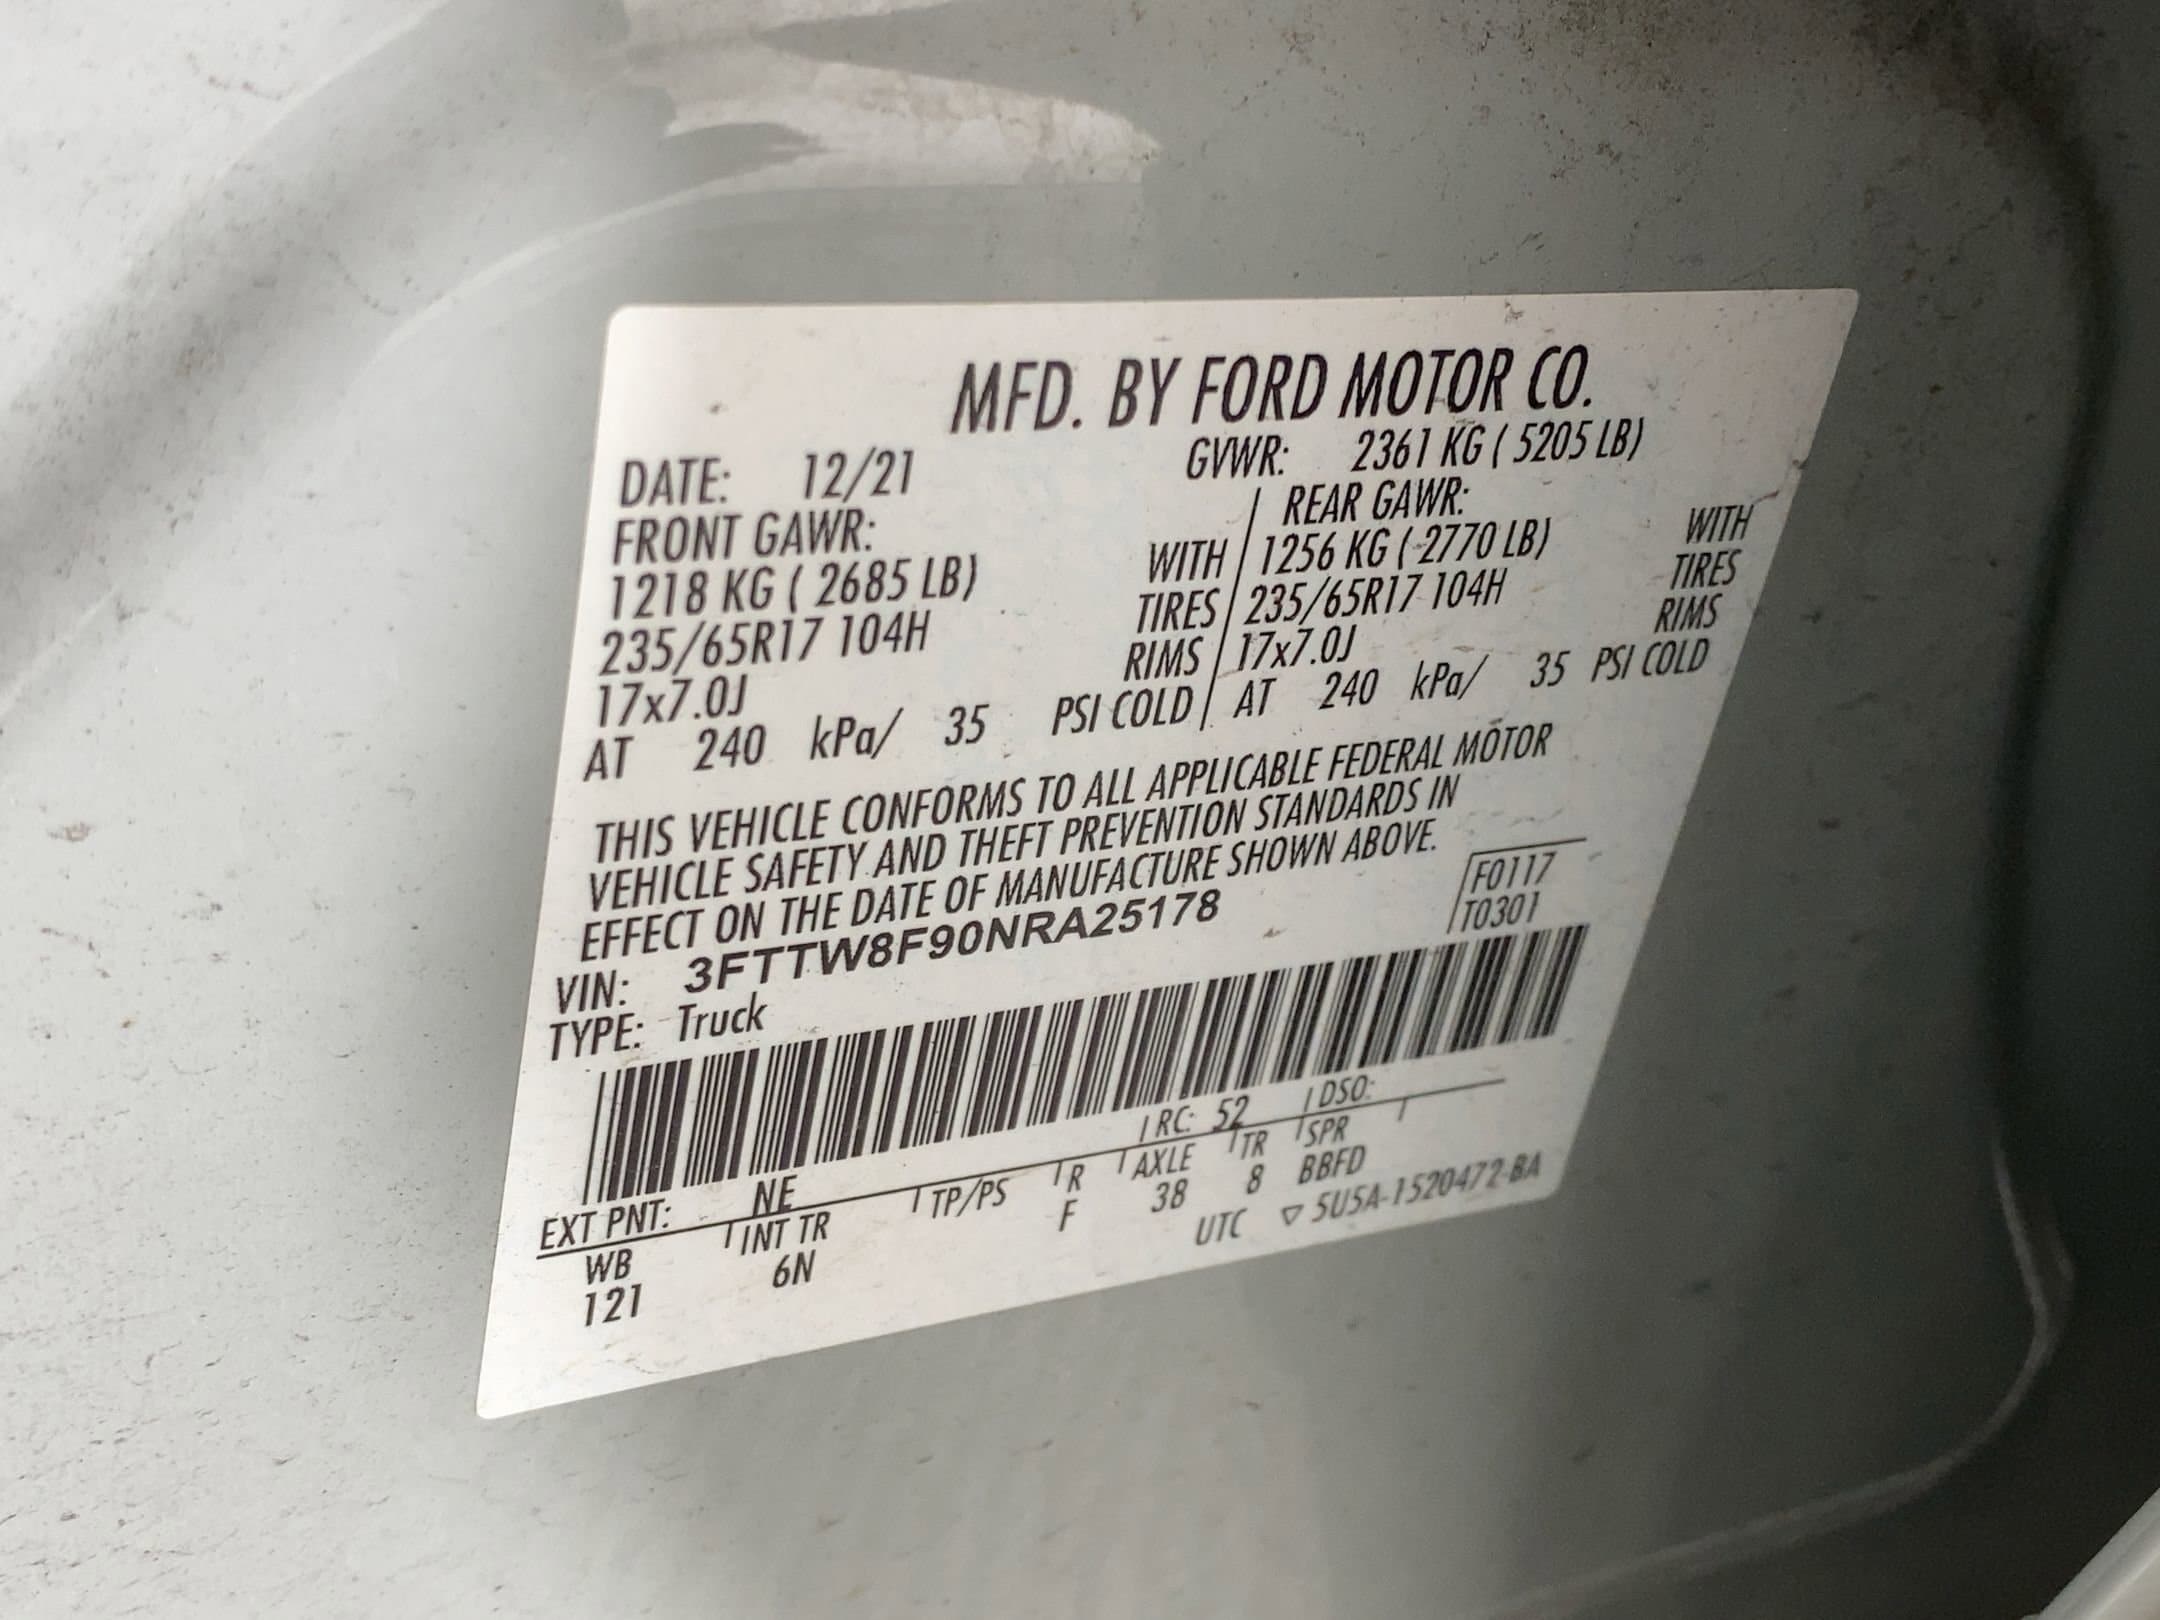 MFD. BY FORD MOTOR CO.
DATE: 12/21 GVWR: 2361 KG ( 5205 LB)
FRONT GAWR: REAR GAWR:
1218 KG ( 2685 LB) WITH 1256 KG ( 2770 LB) WITH
235/65R17 104H TIRES 235/65R17 104H TIRES
17x7.0J RIMS 17x7.0J RIMS
AT 240 kPa/ 35 PSI COLD AT 240 kPa/ 35 PSI COLD
THIS VEHICLE CONFORMS TO ALL APPLICABLE FEDERAL MOTOR
VEHICLE SAFETY AND THEFT PREVENTION STANDARDS IN
EFFECT ON THE DATE OF MANUFACTURE SHOWN ABOVE.
VIN: 3FTTW8F90NRA25178 F0117
TYPE: Truck T0301
EXT PNT: NE RC: 52 DSO:
WB INT TR TP/PS R AXLE TR SPR
121 6N F 38 8 BBFD
UTC ▽ 5U5A-1520472-BA